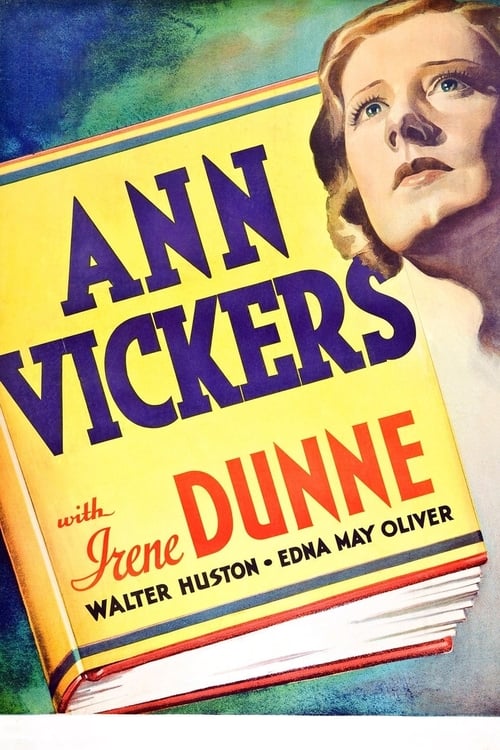 ANN
VICKERS
with
Irene DUNNE
WALTER HUSTON • EDNA MAY OLIVER